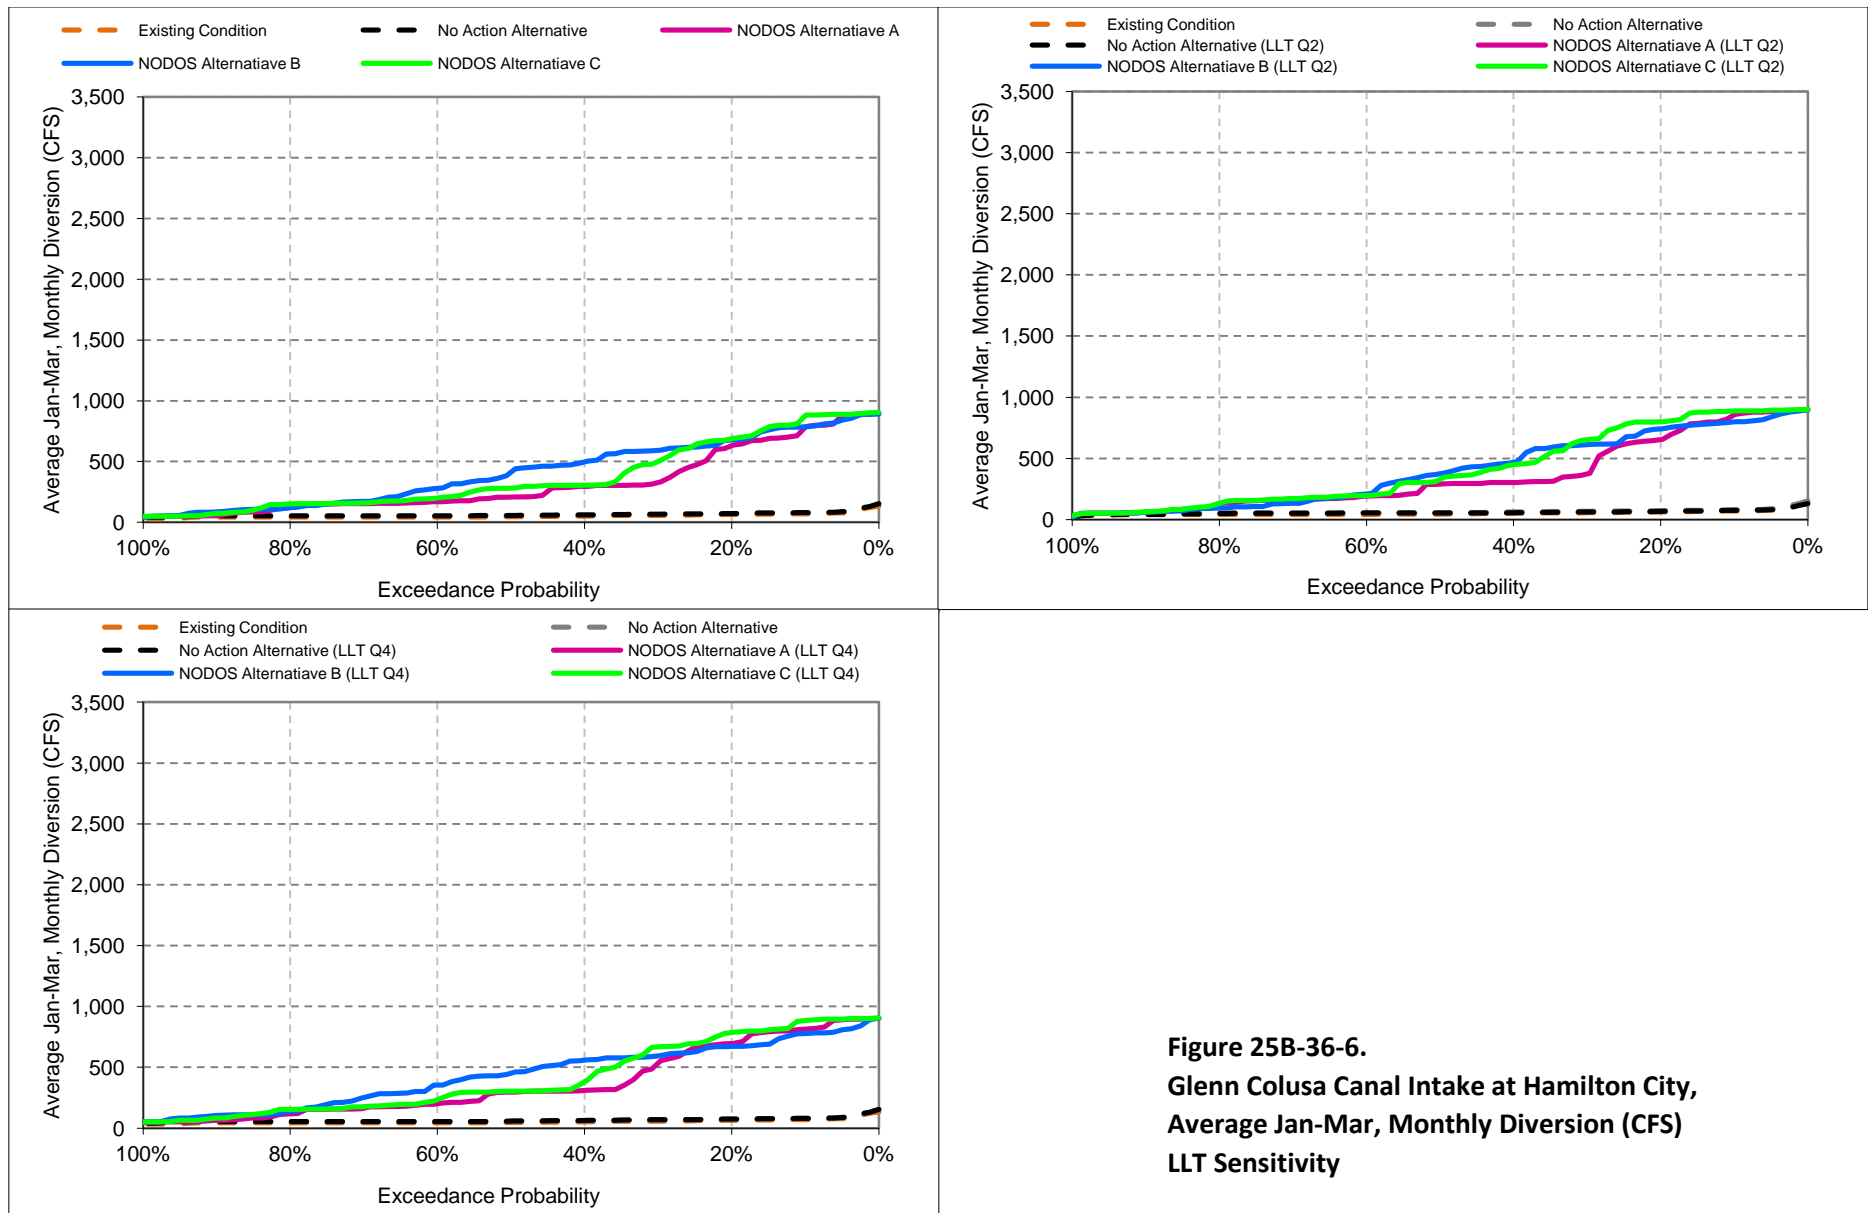 Existing Condition
No Action Alternative
NODOS Alternatiave A
NODOS Alternatiave B
NODOS Alternatiave C
Average Jan-Mar, Monthly Diversion (CFS)
3,500
3,000
2,500
2,000
1,500
1,000
500
0
100% 80% 60% 40% 20% 0%
Exceedance Probability
Existing Condition
No Action Alternative
No Action Alternative (LLT Q2)
NODOS Alternatiave A (LLT Q2)
NODOS Alternatiave B (LLT Q2)
NODOS Alternatiave C (LLT Q2)
Average Jan-Mar, Monthly Diversion (CFS)
3,500
3,000
2,500
2,000
1,500
1,000
500
0
100% 80% 60% 40% 20% 0%
Exceedance Probability
Existing Condition
No Action Alternative
No Action Alternative (LLT Q4)
NODOS Alternatiave A (LLT Q4)
NODOS Alternatiave B (LLT Q4)
NODOS Alternatiave C (LLT Q4)
Average Jan-Mar, Monthly Diversion (CFS)
3,500
3,000
2,500
2,000
1,500
1,000
500
0
100% 80% 60% 40% 20% 0%
Exceedance Probability
Figure 25B-36-6.
Glenn Colusa Canal Intake at Hamilton City,
Average Jan-Mar, Monthly Diversion (CFS)
LLT Sensitivity